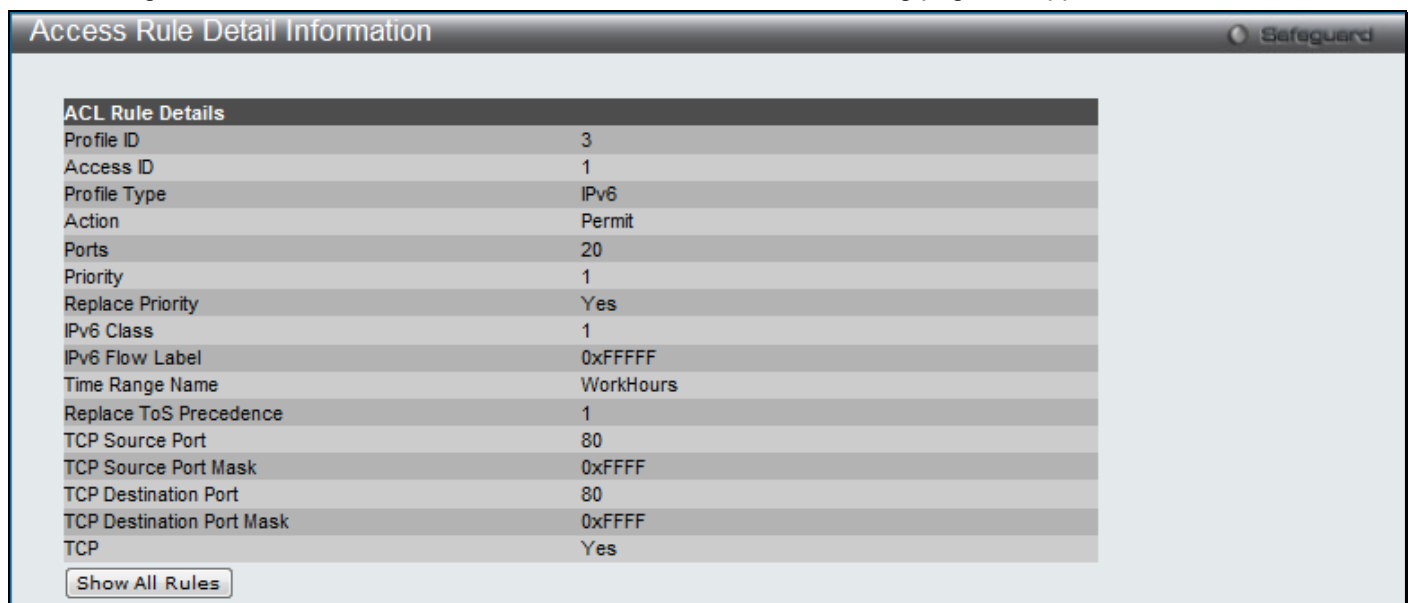 Access Rule Detail Information
Safeguard
ACL Rule Details
Profile ID 3
Access ID 1
Profile Type IPv6
Action Permit
Ports 20
Priority 1
Replace Priority Yes
IPv6 Class 1
IPv6 Flow Label 0xFFFFF
Time Range Name WorkHours
Replace ToS Precedence 1
TCP Source Port 80
TCP Source Port Mask 0xFFFF
TCP Destination Port 80
TCP Destination Port Mask 0xFFFF
TCP Yes
Show All Rules